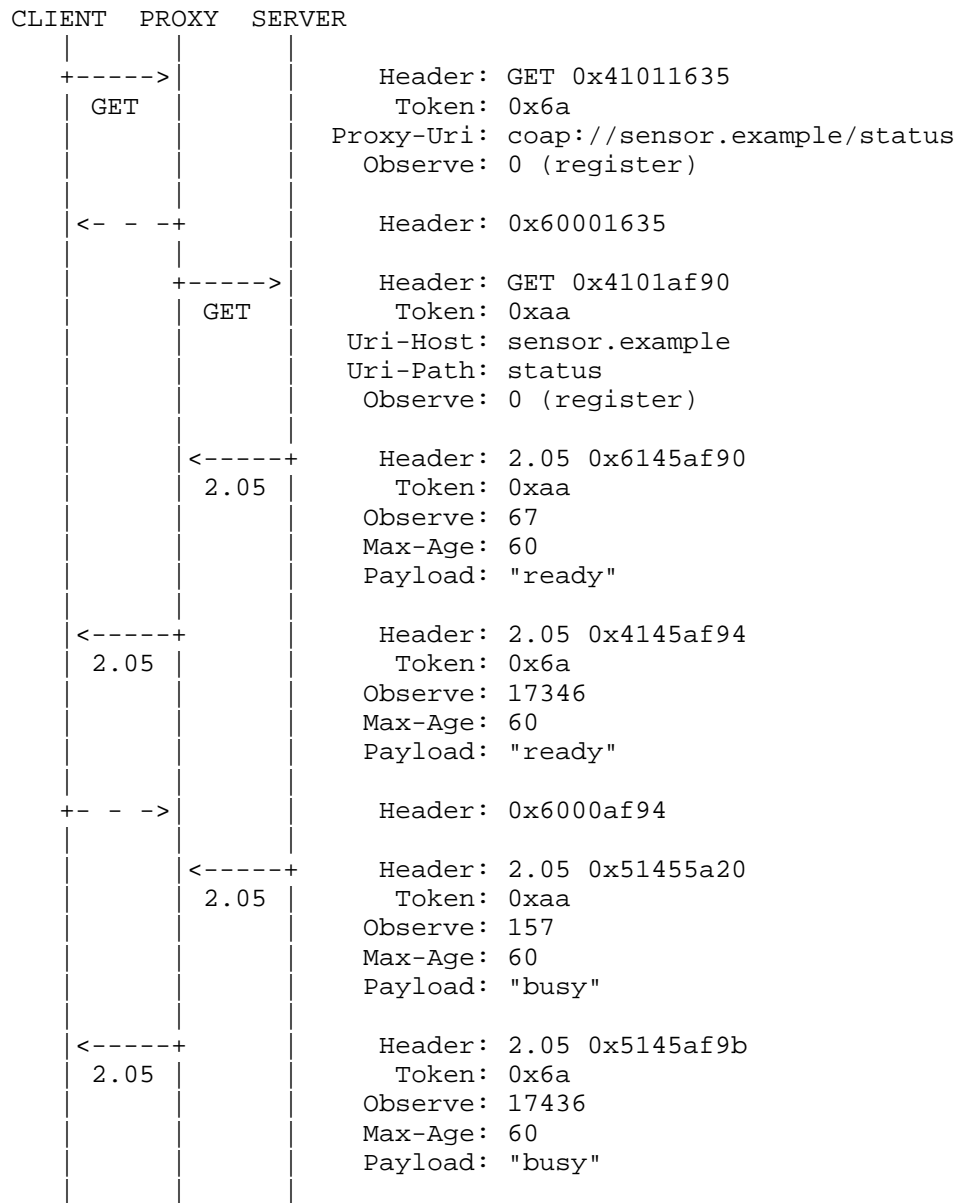 CLIENT PROXY SERVER
Header: GET 0x41011635
GET Token: 0x6a
Proxy-Uri: coap://sensor.example/status
Observe: 0 (register)
Header: 0x60001635
Header: GET 0x4101af90
GET Token: 0xaa
Uri-Host: sensor.example
Uri-Path: status
Observe: 0 (register)
Header: 2.05 0x6145af90
2.05 Token: 0xaa
Observe: 67
Max-Age: 60
Payload: "ready"
Header: 2.05 0x4145af94
2.05 Token: 0x6a
Observe: 17346
Max-Age: 60
Payload: "ready"
Header: 0x6000af94
Header: 2.05 0x51455a20
2.05 Token: 0xaa
Observe: 157
Max-Age: 60
Payload: "busy"
Header: 2.05 0x5145af9b
2.05 Token: 0x6a
Observe: 17436
Max-Age: 60
Payload: "busy"